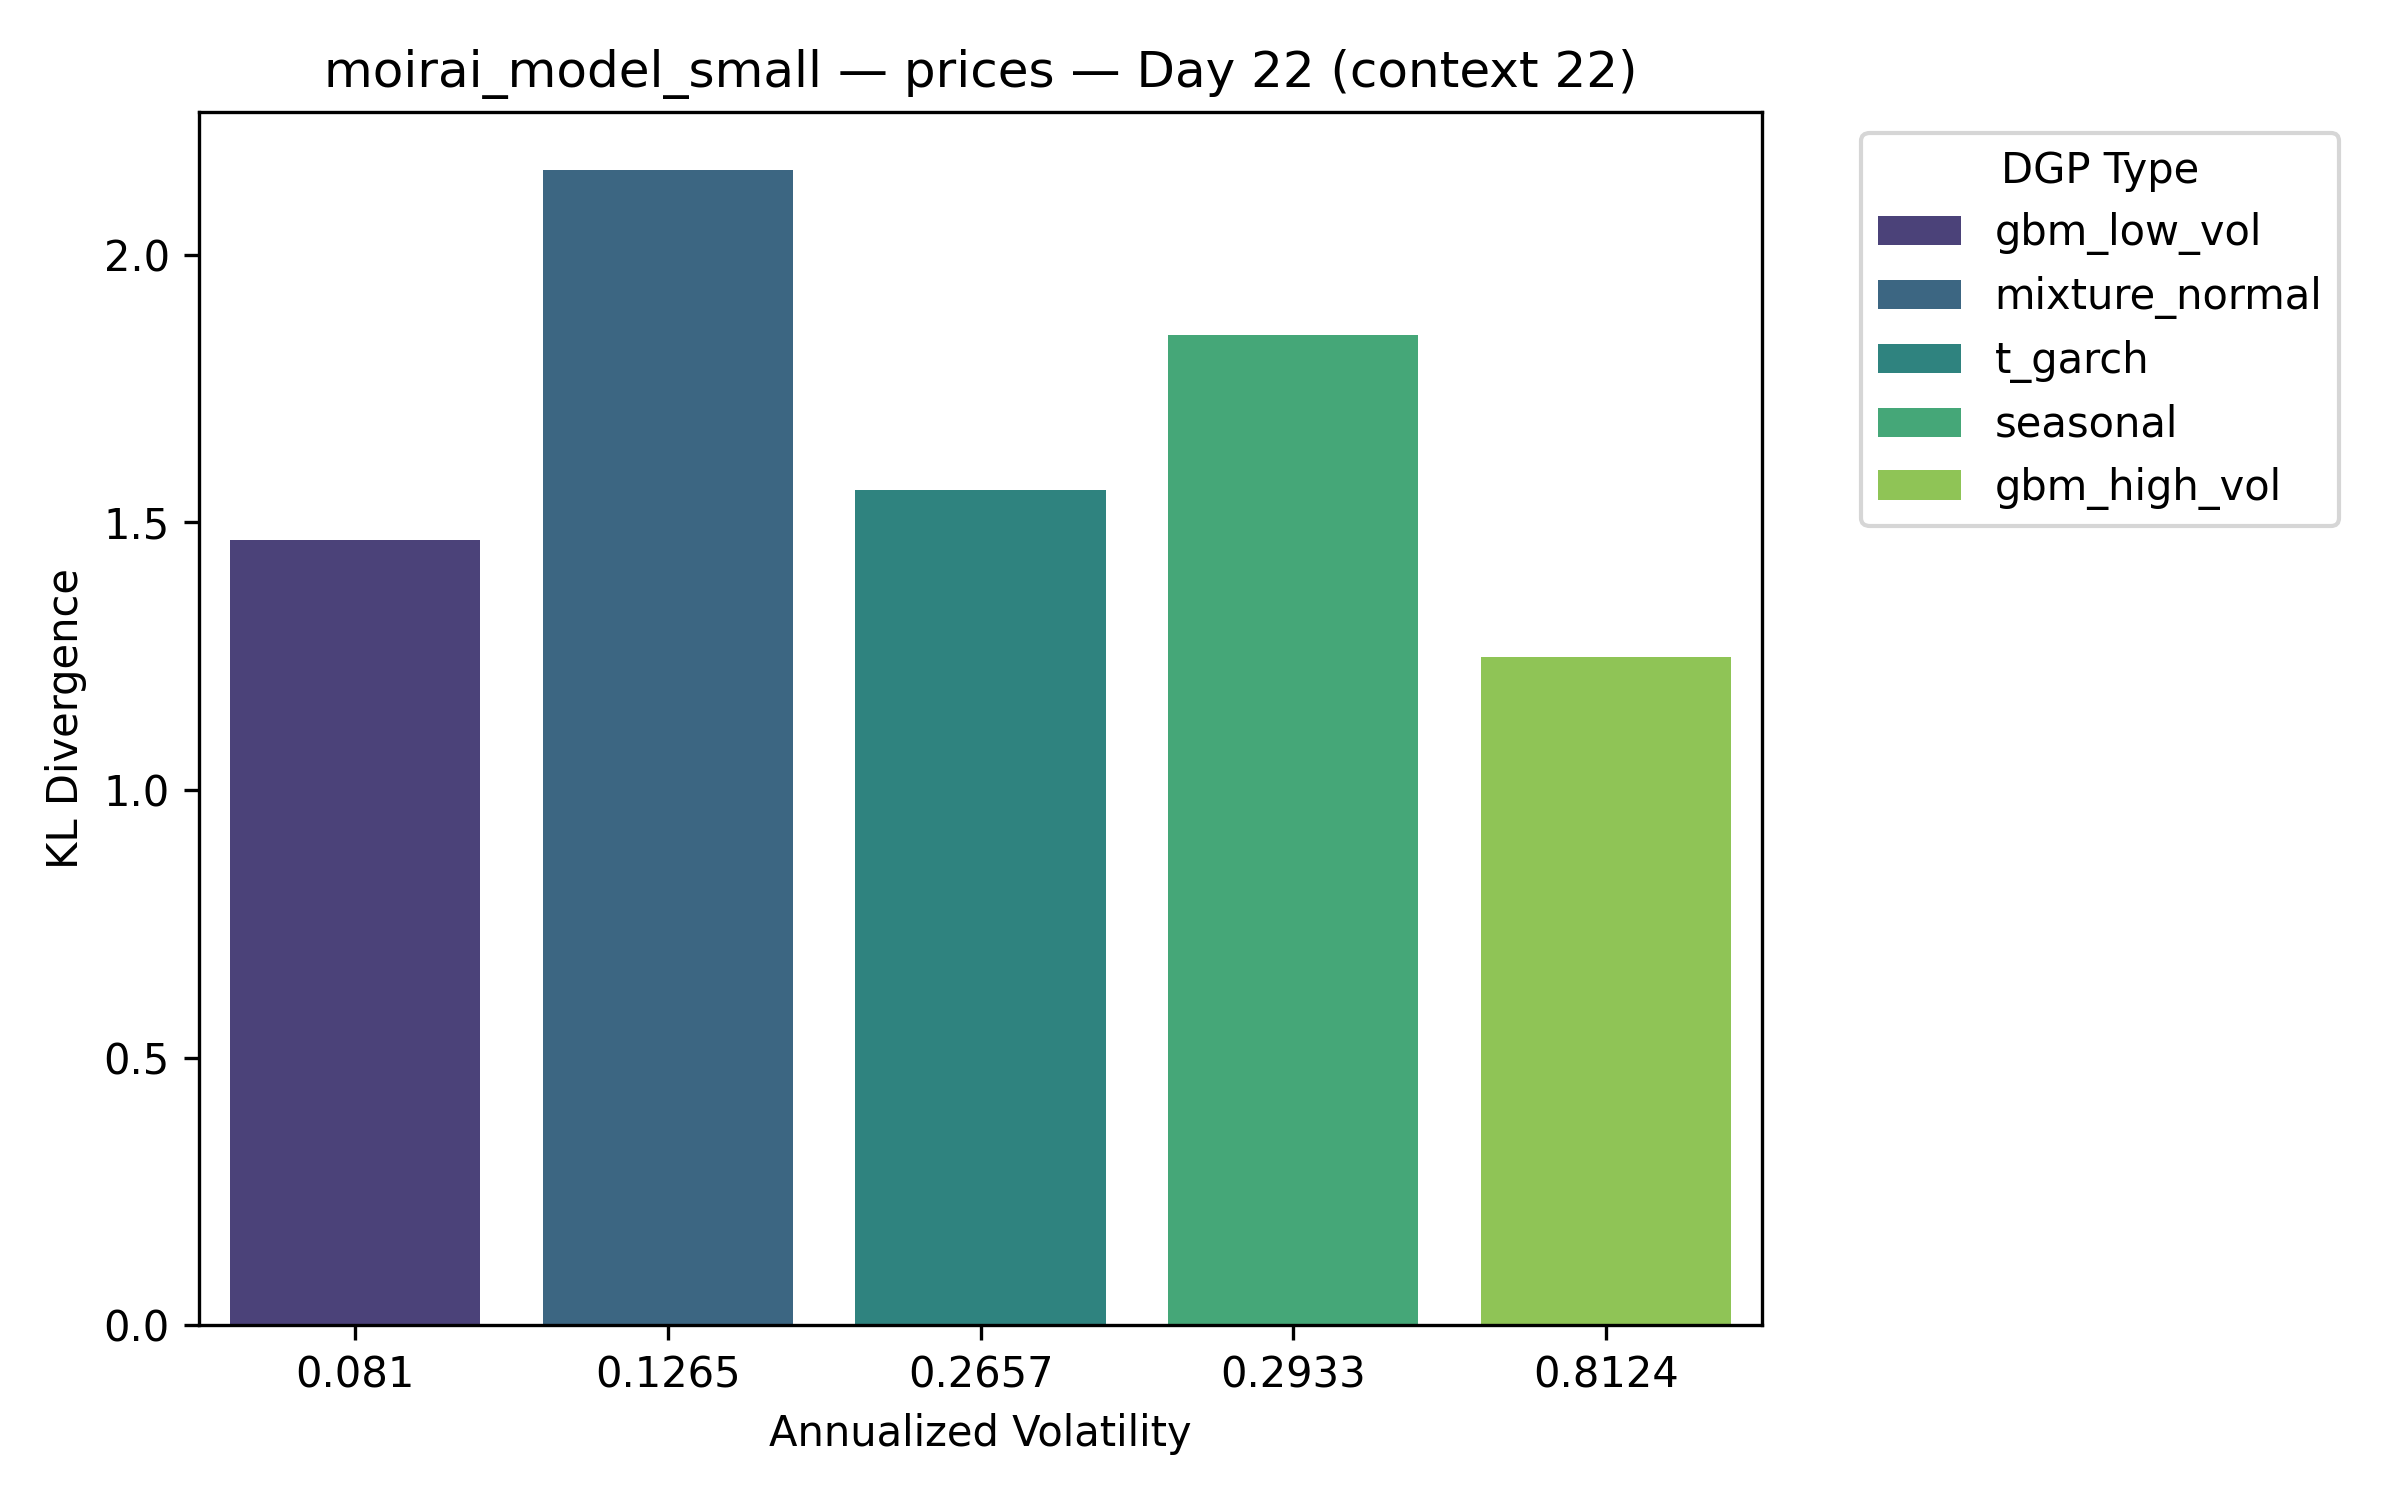 moirai_model_small — prices — Day 22 (context 22)
KL Divergence
2.0
1.5
1.0
0.5
0.0
0.081
0.1265
0.2657
0.2933
0.8124
Annualized Volatility
DGP Type
gbm_low_vol
mixture_normal
t_garch
seasonal
gbm_high_vol